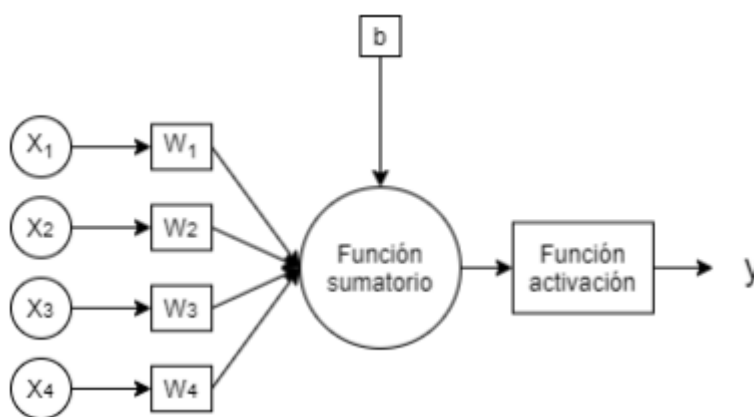 b
X1
W1
X2
W2
X3
W3
X4
W4
Función
sumatorio
Función
activación
y